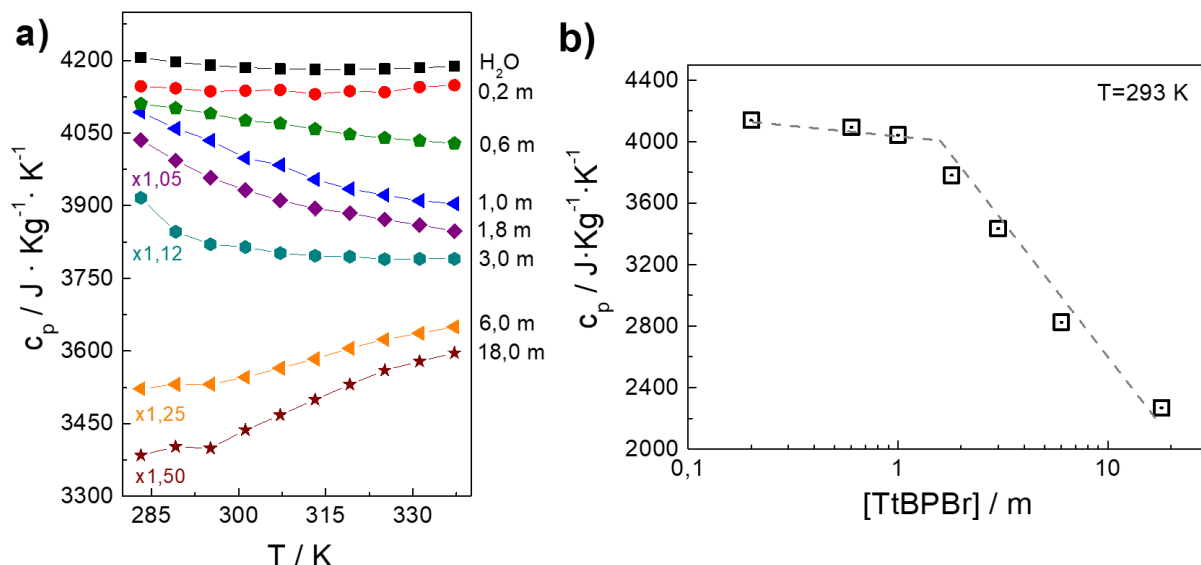 a)
c_p / J · Kg⁻¹ · K⁻¹
4200
4050
3900
3750
3600
3450
3300
H₂O
0,2 m
0,6 m
1,0 m
1,8 m
3,0 m
6,0 m
18,0 m
x1,05
x1,12
x1,25
x1,50
285 300 315 330
T / K
b)
T=293 K
c_p / J·Kg⁻¹·K⁻¹
4400
4000
3600
3200
2800
2400
2000
0,1 1 10
[TtBPBr] / m